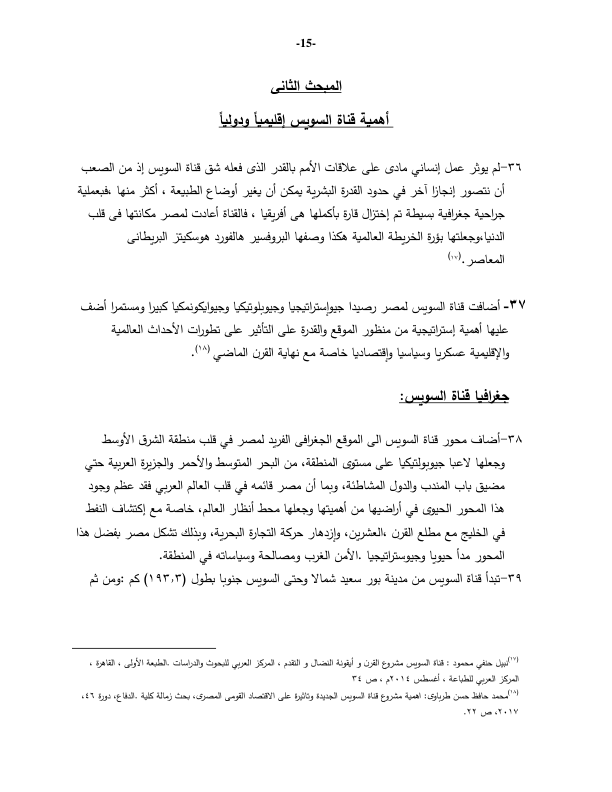 -15-
المبحث الثانى
أهمية قناة السويس إقليمياً ودولياً
٣٦-لم يوثر عمل إنساني مادى على علاقات الأمم بالقدر الذى فعله شق قناة السويس إذ من الصعب
أن نتصور إنجازا آخر في حدود القدرة البشرية يمكن أن يغير أوضاع الطبيعة ، أكثر منها ،فبعملية
جراحية جغرافية بسيطة تم إختزال قارة بأكملها هى أفريقيا ، فالقناة أعادت لمصر مكانتها فى قلب
الدنيا،وجعلتها بؤرة الخريطة العالمية هكذا وصفها البروفسير هالفورد هوسكيتز البريطانى
المعاصر.(١٧)
٣٧- أضافت قناة السويس لمصر رصيدا جيوإستراتيجيا وجيوبلوتيكيا وجيوايكونمكيا كبيرا ومستمرا أضف
عليها أهمية إستراتيجية من منظور الموقع والقدرة على التأثير على تطورات الأحداث العالمية
والإقليمية عسكريا وسياسيا وإقتصاديا خاصة مع نهاية القرن الماضي(١٨).
جغرافيا قناة السويس:
٣٨-أضاف محور قناة السويس الى الموقع الجغرافى الفريد لمصر في قلب منطقة الشرق الأوسط
وجعلها لاعبا جيوبولتيكيا على مستوى المنطقة، من البحر المتوسط والأحمر والجزيرة العربية حتي
مضيق باب المندب والدول المشاطئة، وبما أن مصر قائمه في قلب العالم العربي فقد عظم وجود
هذا المحور الحيوى في أراضيها من أهميتها وجعلها محط أنظار العالم، خاصة مع إكتشاف النفط
في الخليج مع مطلع القرن ،العشرين، وإزدهار حركة التجارة البحرية، وبذلك تشكل مصر بفضل هذا
المحور مدأ حيويا وجيوستراتيجيا .الأمن الغرب ومصالحة وسياساته في المنطقة.
٣٩-تبدأ قناة السويس من مدينة بور سعيد شمالا وحتى السويس جنوبا بطول (١٩٣,٣) كم :ومن ثم
(١٧)نبيل حنفي محمود : قناة السويس مشروع القرن و أيقونة النضال و التقدم ، المركز العربي للبحوث والدراسات .الطبعة الأولى ، القاهرة ،
المركز العربي للطباعة ، أغسطس ٢٠١٤م ، ص ٣٤
(١٨)محمد حافظ حسن طرباوى: اهمية مشروع قناة السويس الجديدة وتاثيرة على الاقتصاد القومى المصرى، بحث زمالة كلية .الدفاع، دورة ٤٦،
٢٠١٧، ص ٢٢.